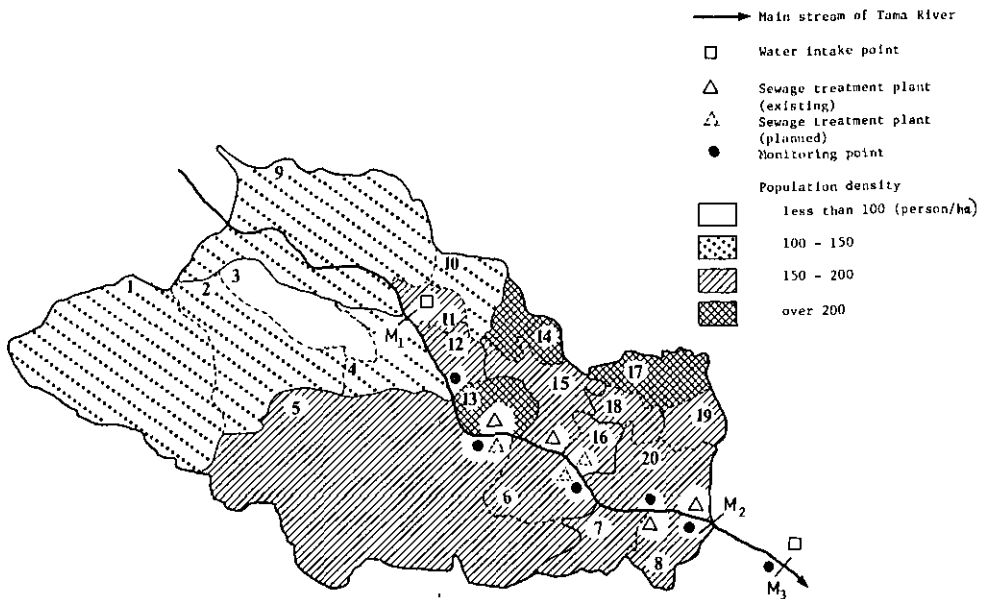 Main stream of Tama River
Water intake point
Sewage treatment plant
(existing)
Sewage treatment plant
(planned)
Monitoring point
Population density
less than 100 (person/ha)
100 - 150
150 - 200
over 200
9
10
1
2
3
11
M1
12
14
4
15
17
5
13
18
19
16
20
6
7
M2
8
M3